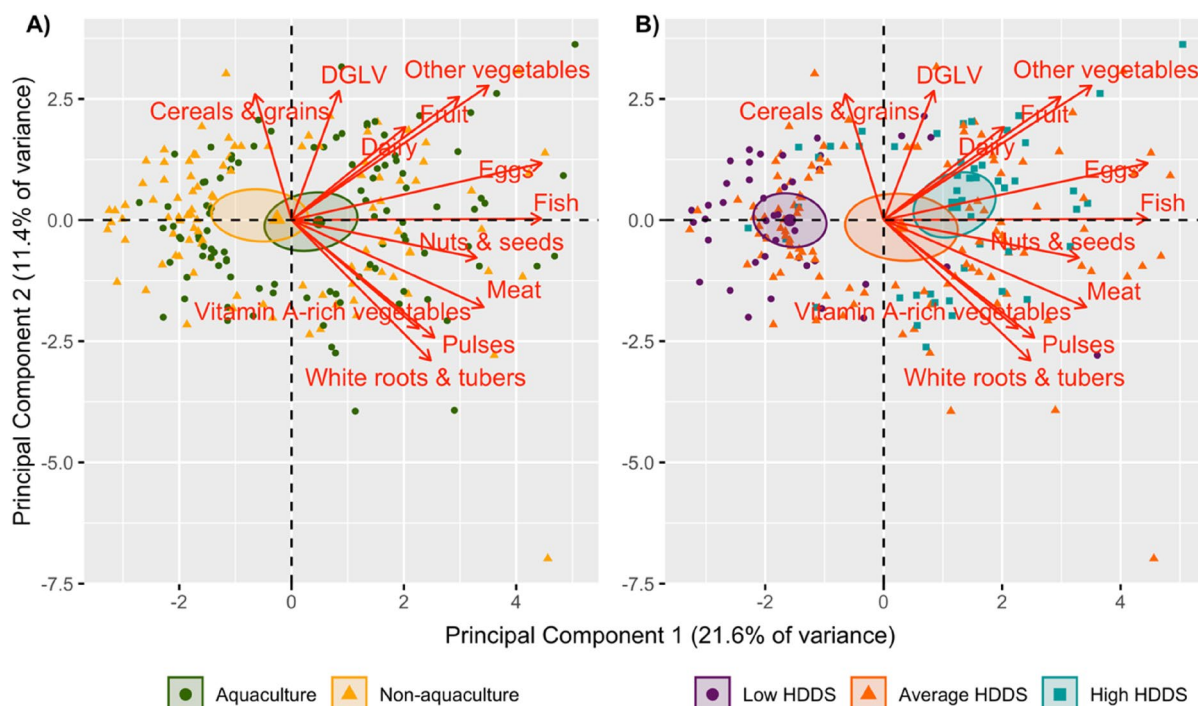 A)
B)
DGLV
Other vegetables
Cereals & grains
Fruit
Dairy
Eggs
Fish
Nuts & seeds
Meat
Vitamin A-rich vegetables
Pulses
White roots & tubers
DGLV
Other vegetables
Cereals & grains
Fruit
Dairy
Eggs
Fish
Nuts & seeds
Meat
Vitamin A-rich vegetables
Pulses
White roots & tubers
Principal Component 2 (11.4% of variance)
2.5
0.0
-2.5
-5.0
-7.5
2.5
0.0
-2.5
-5.0
-7.5
-2 0 2 4
-2 0 2 4
Principal Component 1 (21.6% of variance)
Aquaculture Non-aquaculture
Low HDDS Average HDDS High HDDS